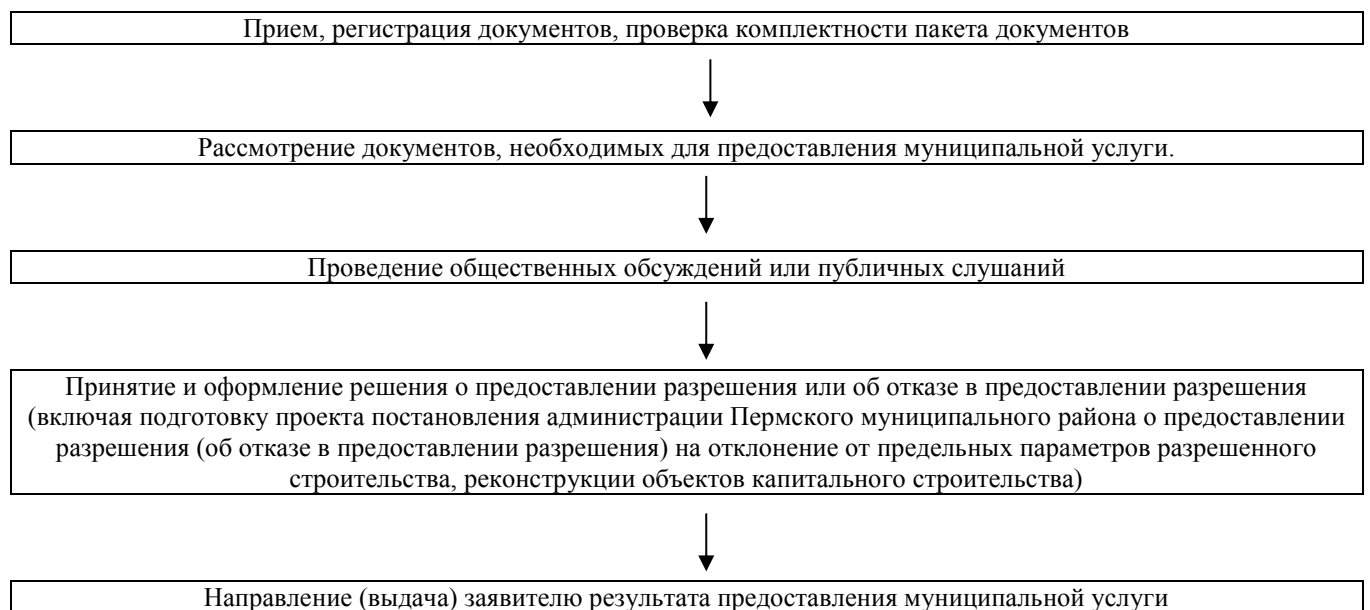 Прием, регистрация документов, проверка комплектности пакета документов
Рассмотрение документов, необходимых для предоставления муниципальной услуги.
Проведение общественных обсуждений или публичных слушаний
Принятие и оформление решения о предоставлении разрешения или об отказе в предоставлении разрешения
(включая подготовку проекта постановления администрации Пермского муниципального района о предоставлении
разрешения (об отказе в предоставлении разрешения) на отклонение от предельных параметров разрешенного
строительства, реконструкции объектов капитального строительства)
Направление (выдача) заявителю результата предоставления муниципальной услуги